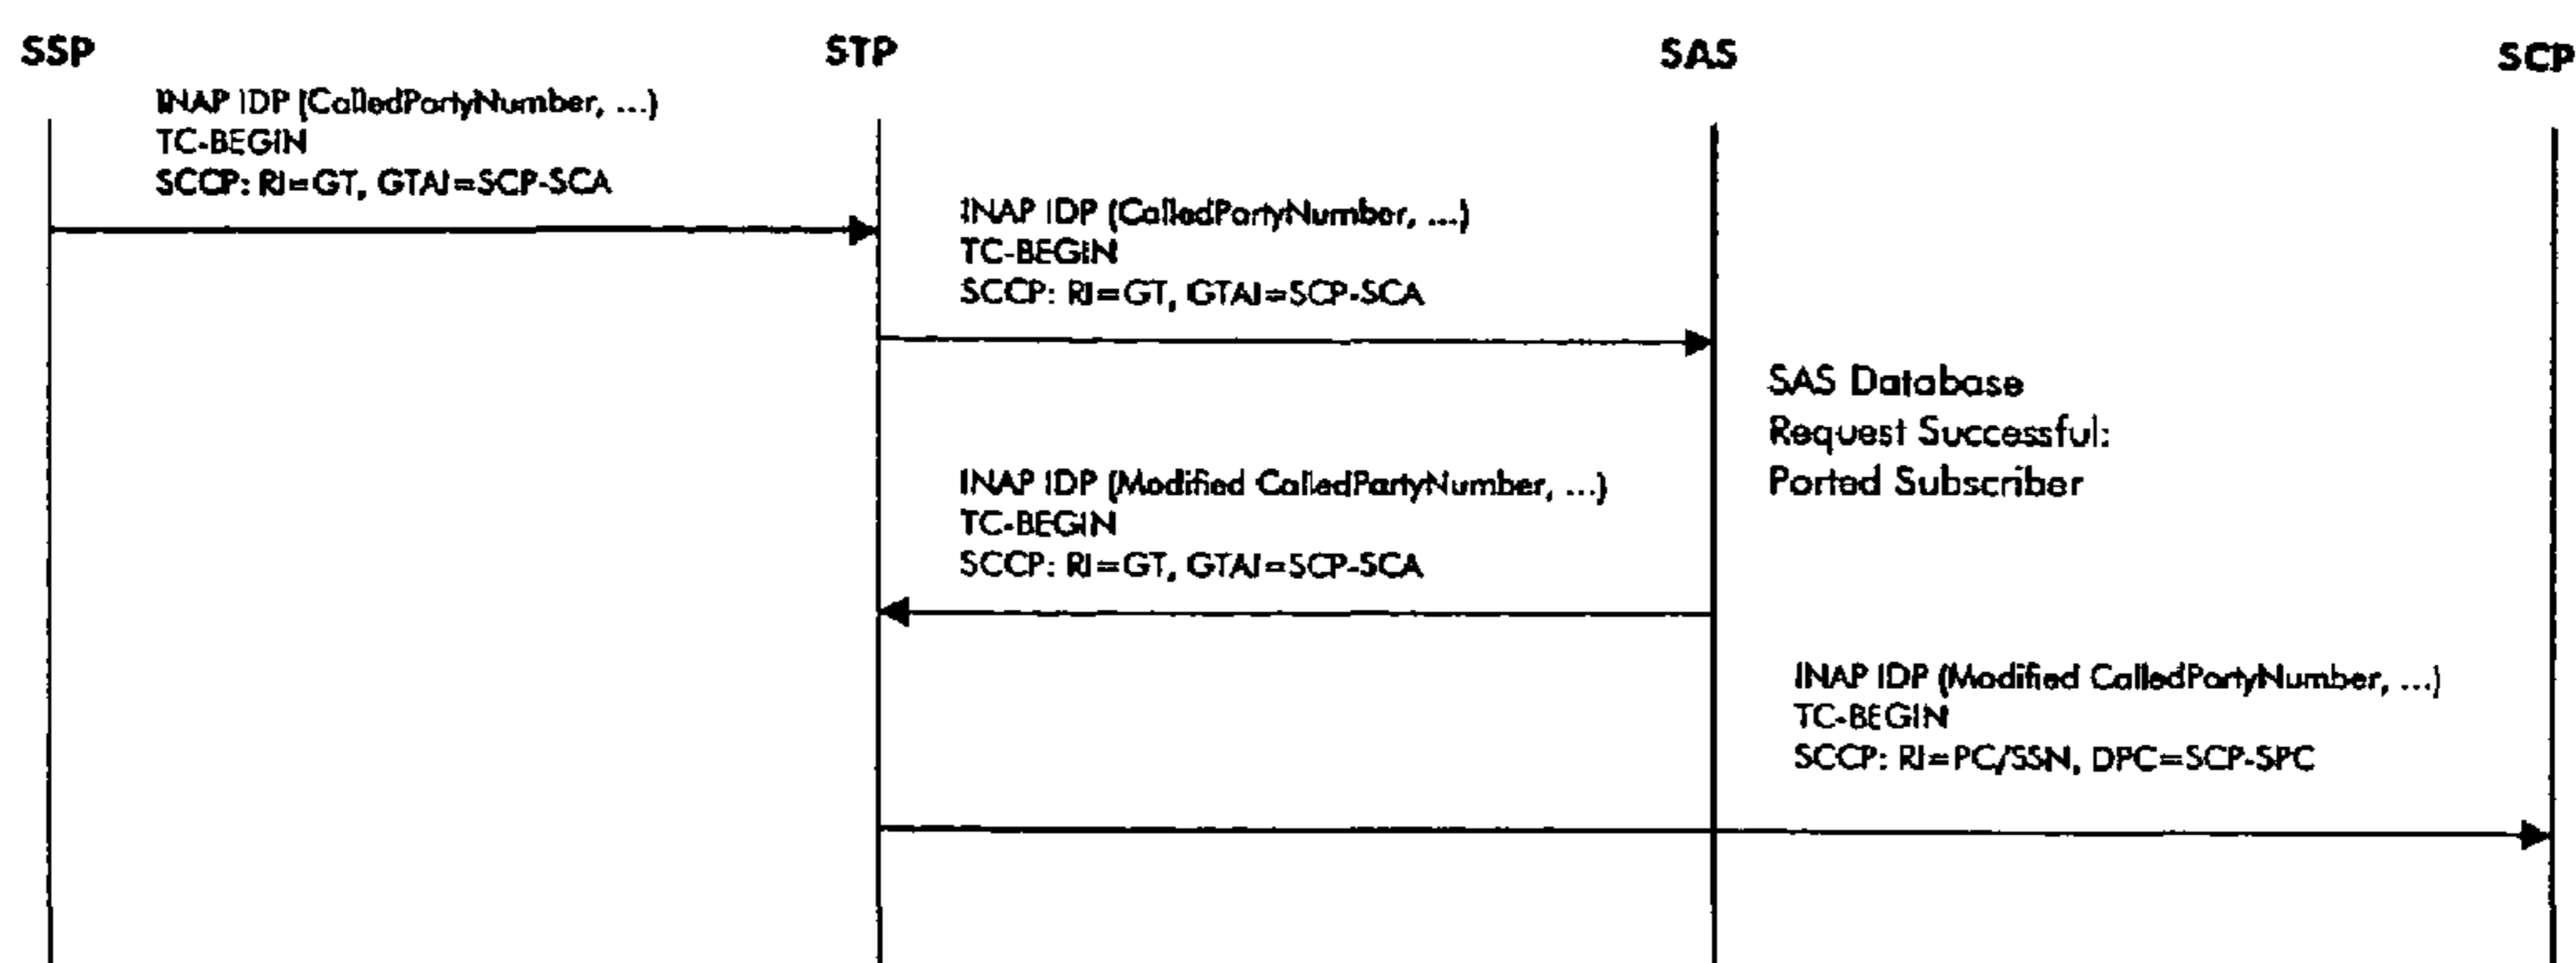 SSP
STP
SAS
SCP
INAP IDP (CalledPartyNumber, ...)
TC-BEGIN
SCCP: RI=GT, GTAI=SCP-SCA
INAP IDP (CalledPartyNumber, ...)
TC-BEGIN
SCCP: RI=GT, GTAI=SCP-SCA
SAS Database
Request Successful:
Ported Subscriber
INAP IDP (Modified CalledPartyNumber, ...)
TC-BEGIN
SCCP: RI=GT, GTAI=SCP-SCA
INAP IDP (Modified CalledPartyNumber, ...)
TC-BEGIN
SCCP: RI=PC/SSN, DPC=SCP-SPC